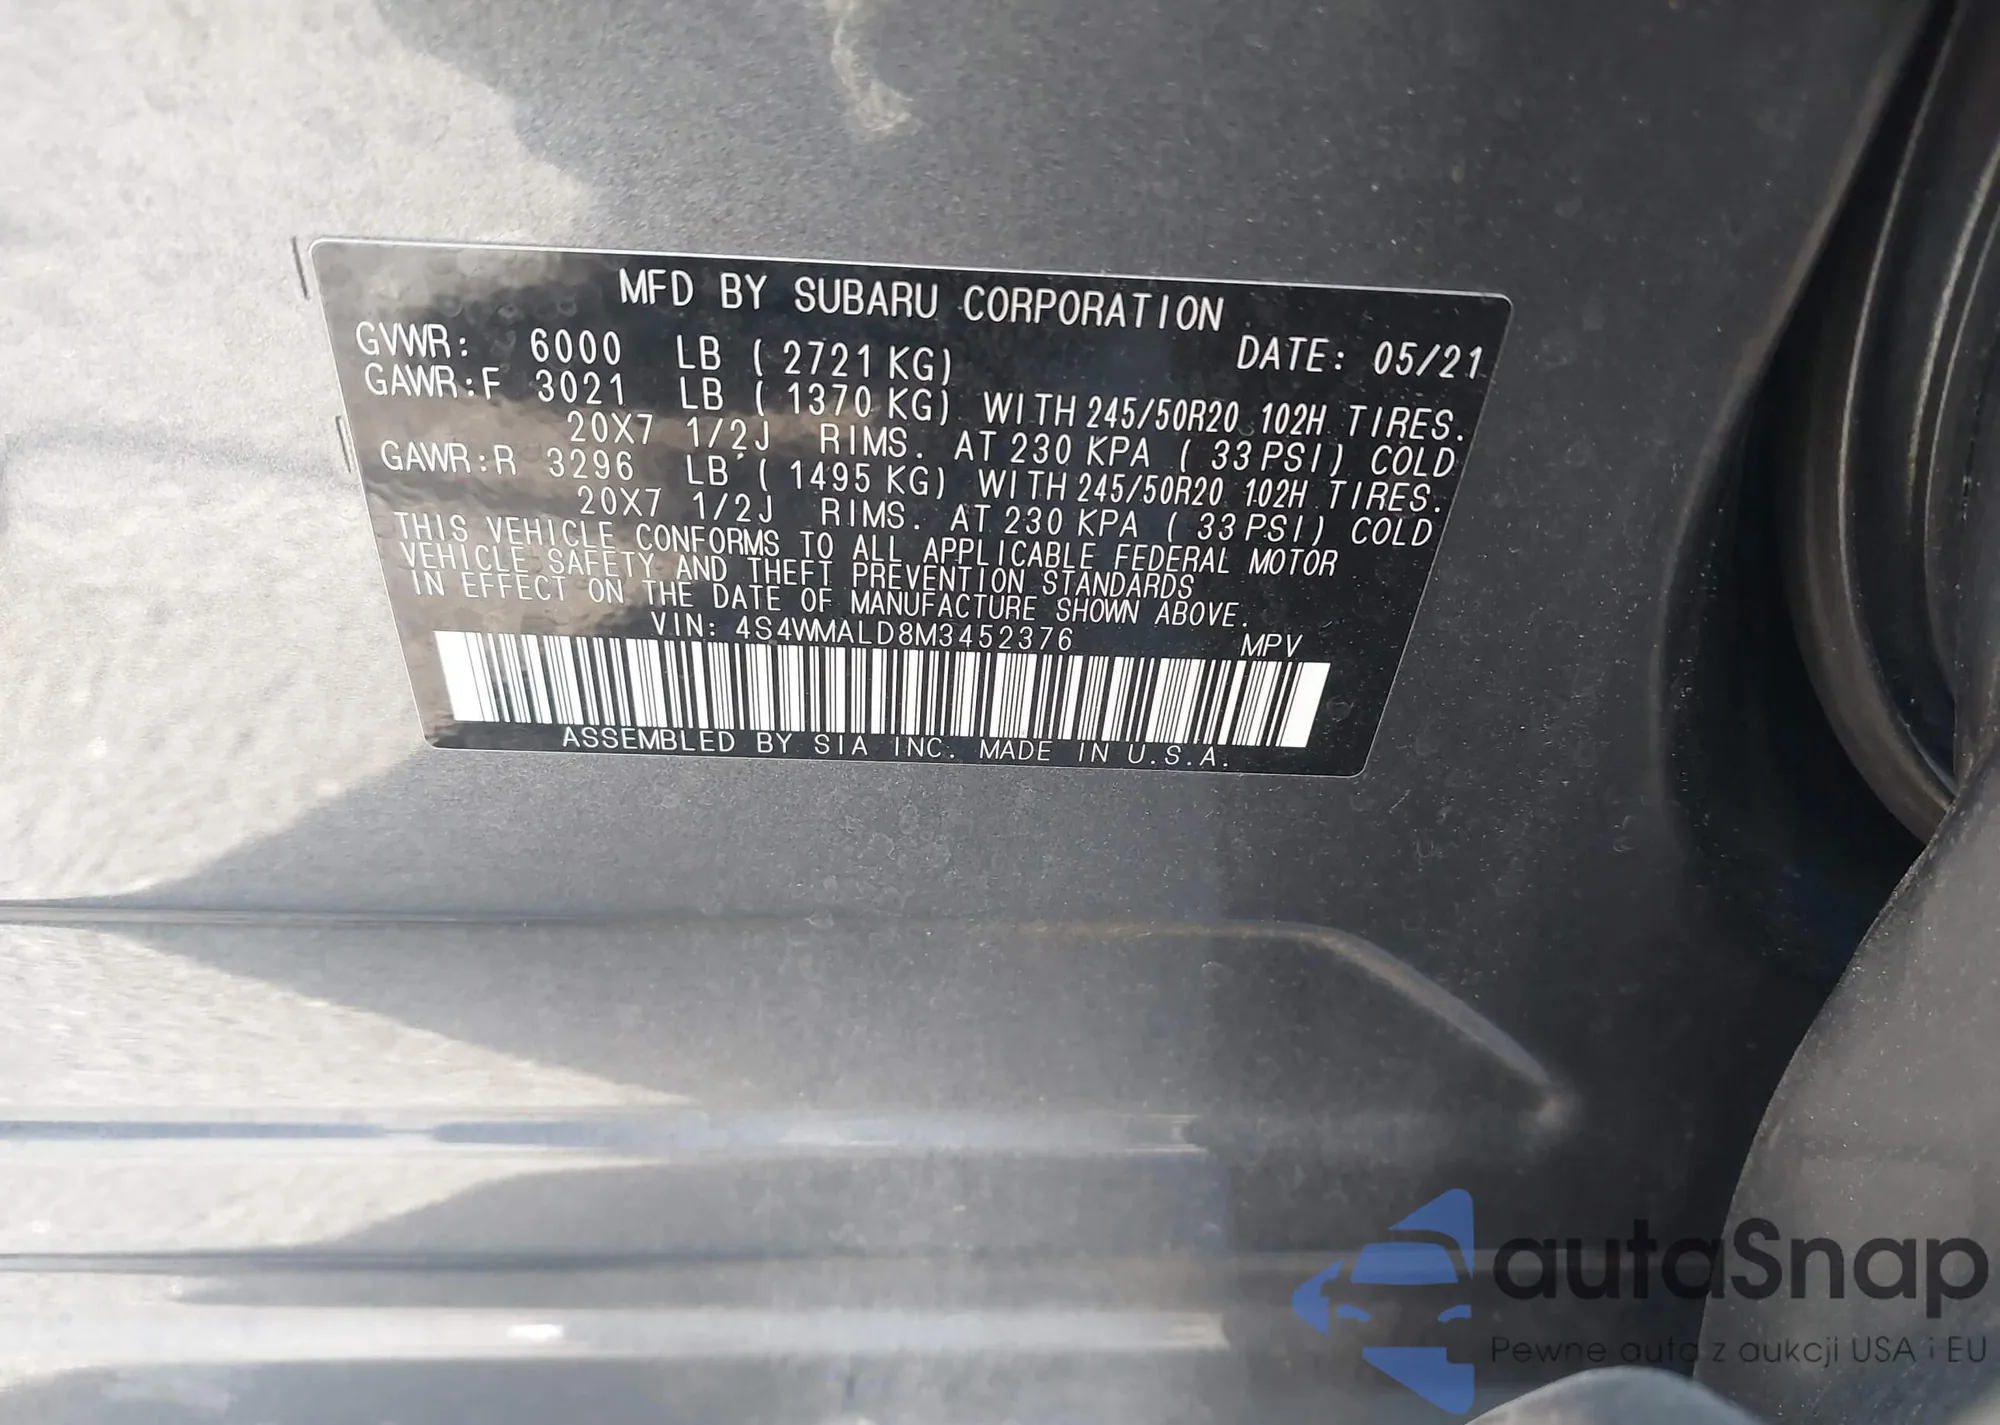 MFD BY SUBARU CORPORATION
GVWR: 6000 LB ( 2721 KG) DATE: 05/21
GAWR:F 3021 LB ( 1370 KG) WITH 245/50R20 102H TIRES.
20X7 1/2J RIMS. AT 230 KPA ( 33 PSI) COLD
GAWR:R 3296 LB ( 1495 KG) WITH 245/50R20 102H TIRES.
20X7 1/2J RIMS. AT 230 KPA ( 33 PSI) COLD
THIS VEHICLE CONFORMS TO ALL APPLICABLE FEDERAL MOTOR
VEHICLE SAFETY AND THEFT PREVENTION STANDARDS
IN EFFECT ON THE DATE OF MANUFACTURE SHOWN ABOVE.
VIN: 4S4WMALD8M3452376 MPV
ASSEMBLED BY SIA INC. MADE IN U.S.A.
autaSnap
Pewne auta z aukcji USA i EU